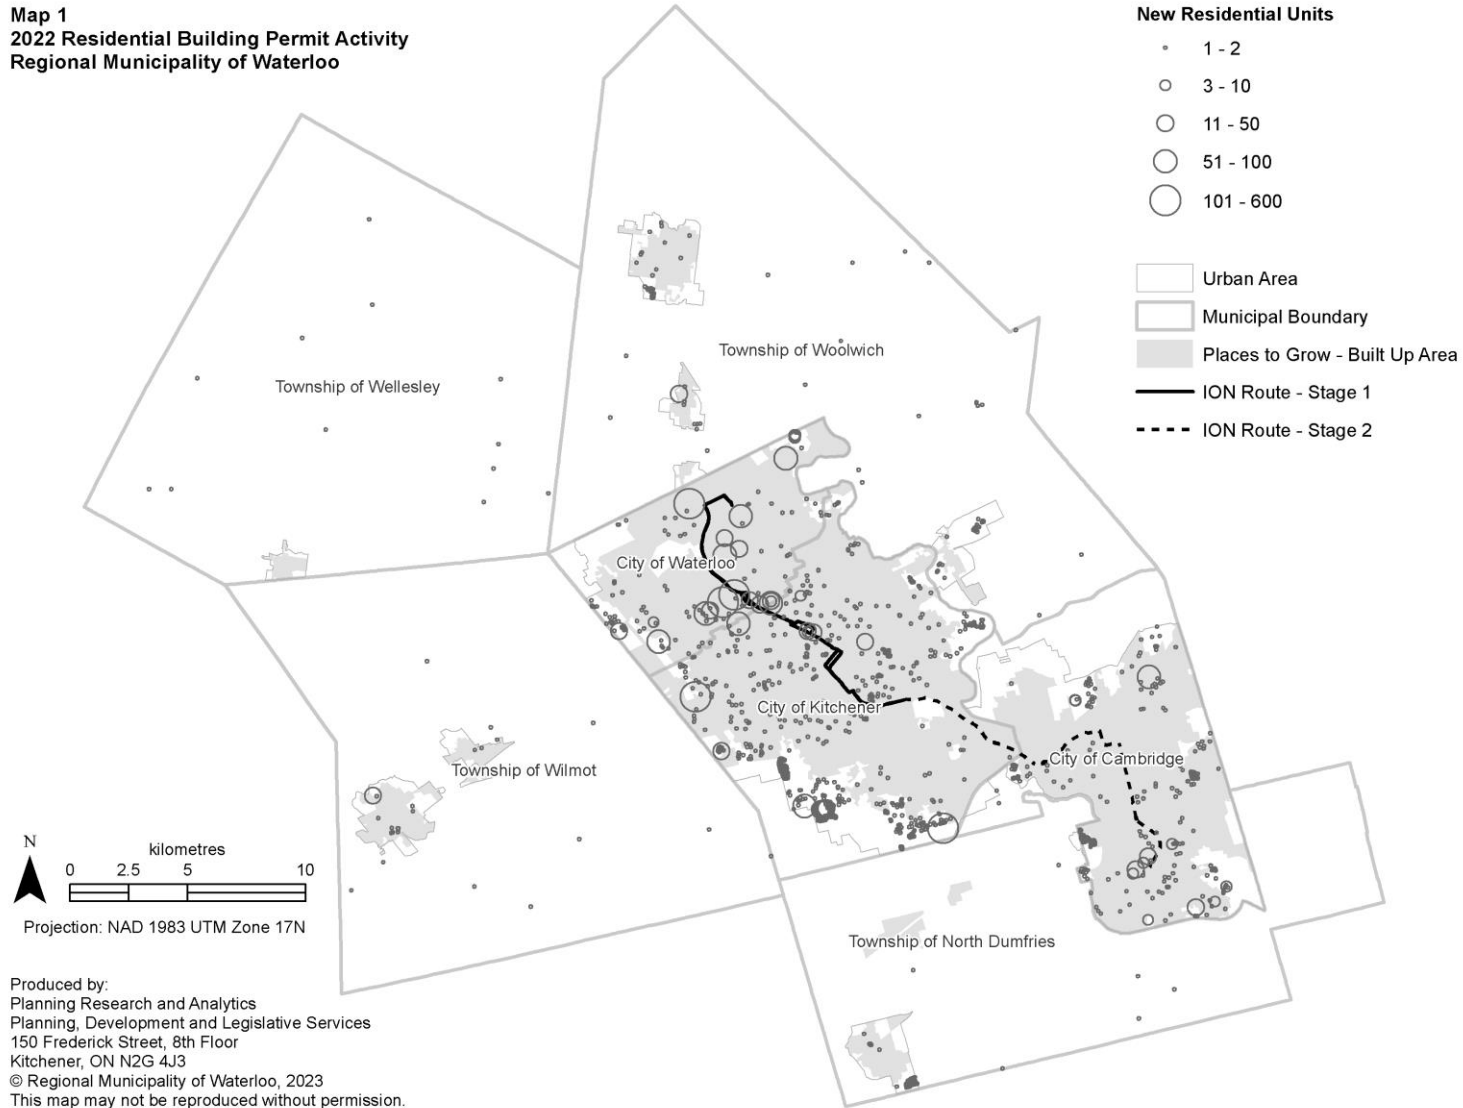 Map 1
2022 Residential Building Permit Activity
Regional Municipality of Waterloo
New Residential Units
1 - 2
3 - 10
11 - 50
51 - 100
101 - 600
Urban Area
Municipal Boundary
Places to Grow - Built Up Area
ION Route - Stage 1
ION Route - Stage 2
Township of Woolwich
Township of Wellesley
City of Waterloo
City of Kitchener
City of Cambridge
Township of Wilmot
Township of North Dumfries
N
kilometres
0 2.5 5 10
Projection: NAD 1983 UTM Zone 17N
Produced by:
Planning Research and Analytics
Planning, Development and Legislative Services
150 Frederick Street, 8th Floor
Kitchener, ON N2G 4J3
© Regional Municipality of Waterloo, 2023
This map may not be reproduced without permission.